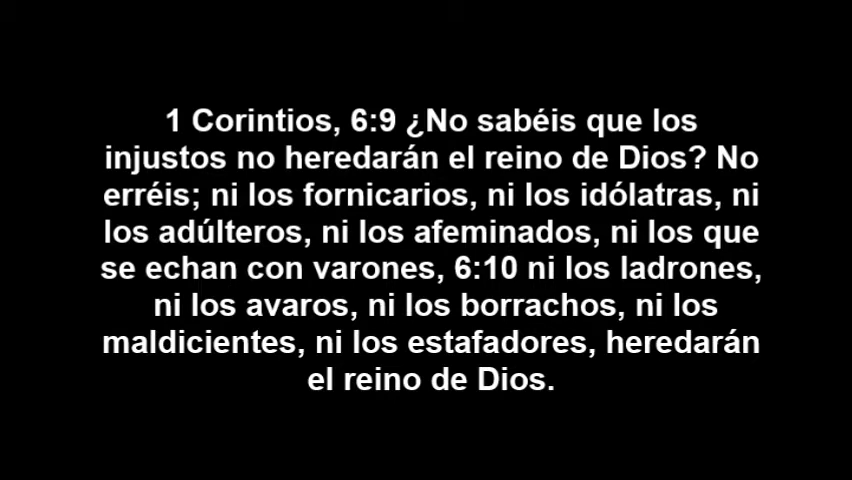 1 Corintios, 6:9 ¿No sabéis que los
injustos no heredarán el reino de Dios? No
erréis; ni los fornicarios, ni los idólatras, ni
los adúlteros, ni los afeminados, ni los que
se echan con varones, 6:10 ni los ladrones,
ni los avaros, ni los borrachos, ni los
maldicientes, ni los estafadores, heredarán
el reino de Dios.